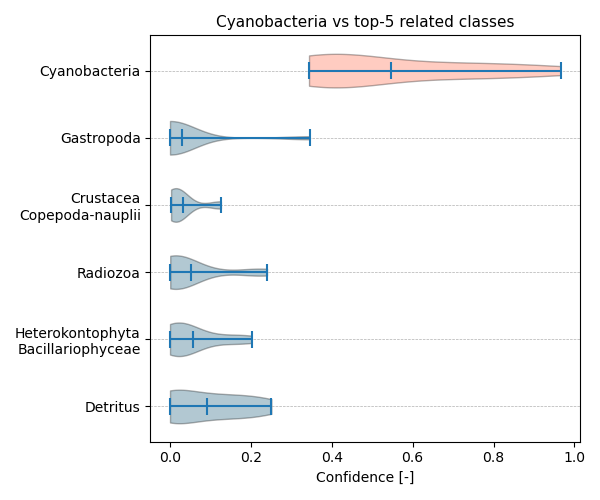 Cyanobacteria vs top-5 related classes
Cyanobacteria
Gastropoda
Crustacea
Copepoda-nauplii
Radiozoa
Heterokontophyta
Bacillariophyceae
Detritus
0.0 0.2 0.4 0.6 0.8 1.0
Confidence [-]